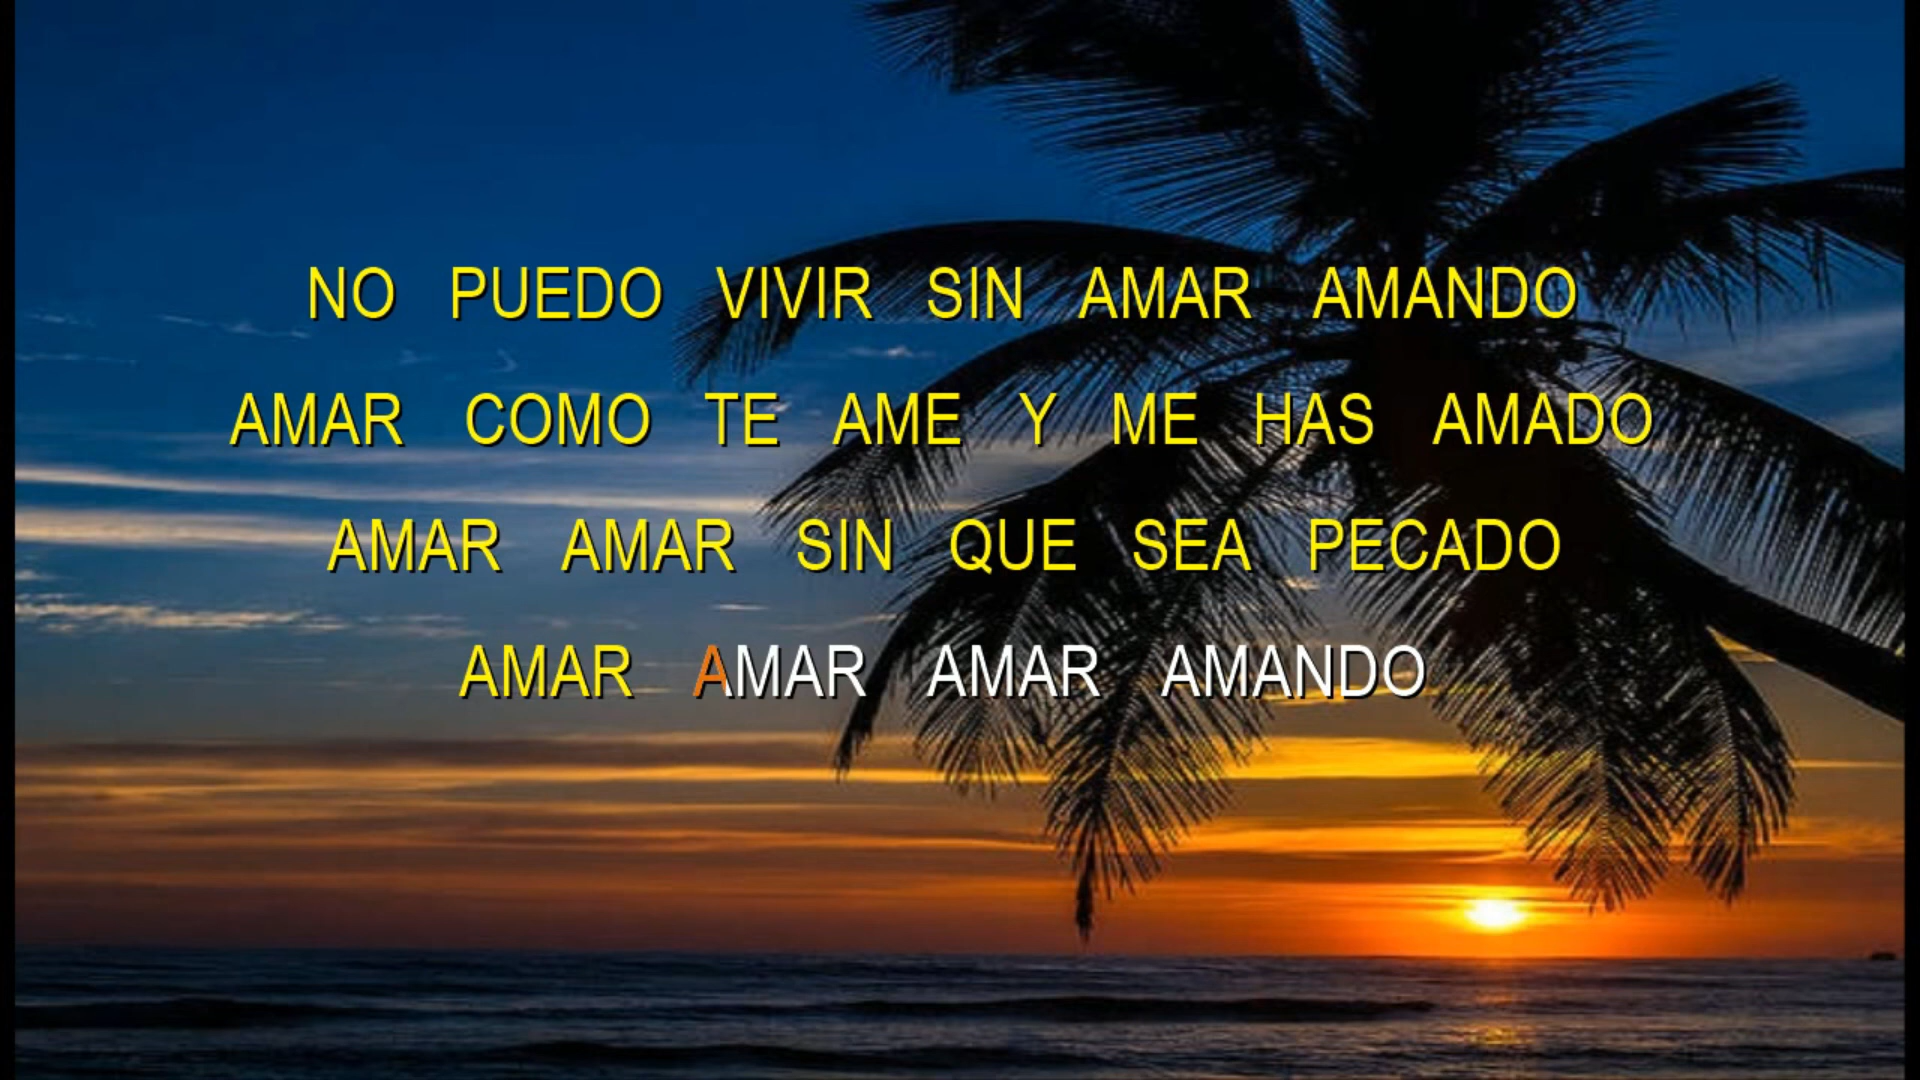 NO PUEDO VIVIR SIN AMAR AMANDO
AMAR COMO TE AME Y ME HAS AMADO
AMAR AMAR SIN QUE SEA PECADO
AMAR AMAR AMAR AMANDO